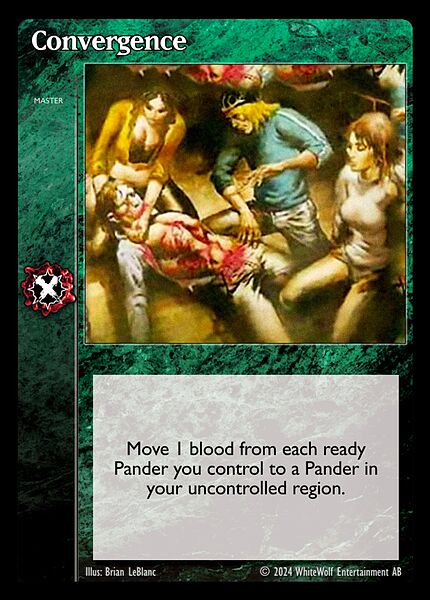 Convergence
MASTER
Move 1 blood from each ready
Pander you control to a Pander in
your uncontrolled region.
Illus: Brian LeBlanc © 2024 WhiteWolf Entertainment AB